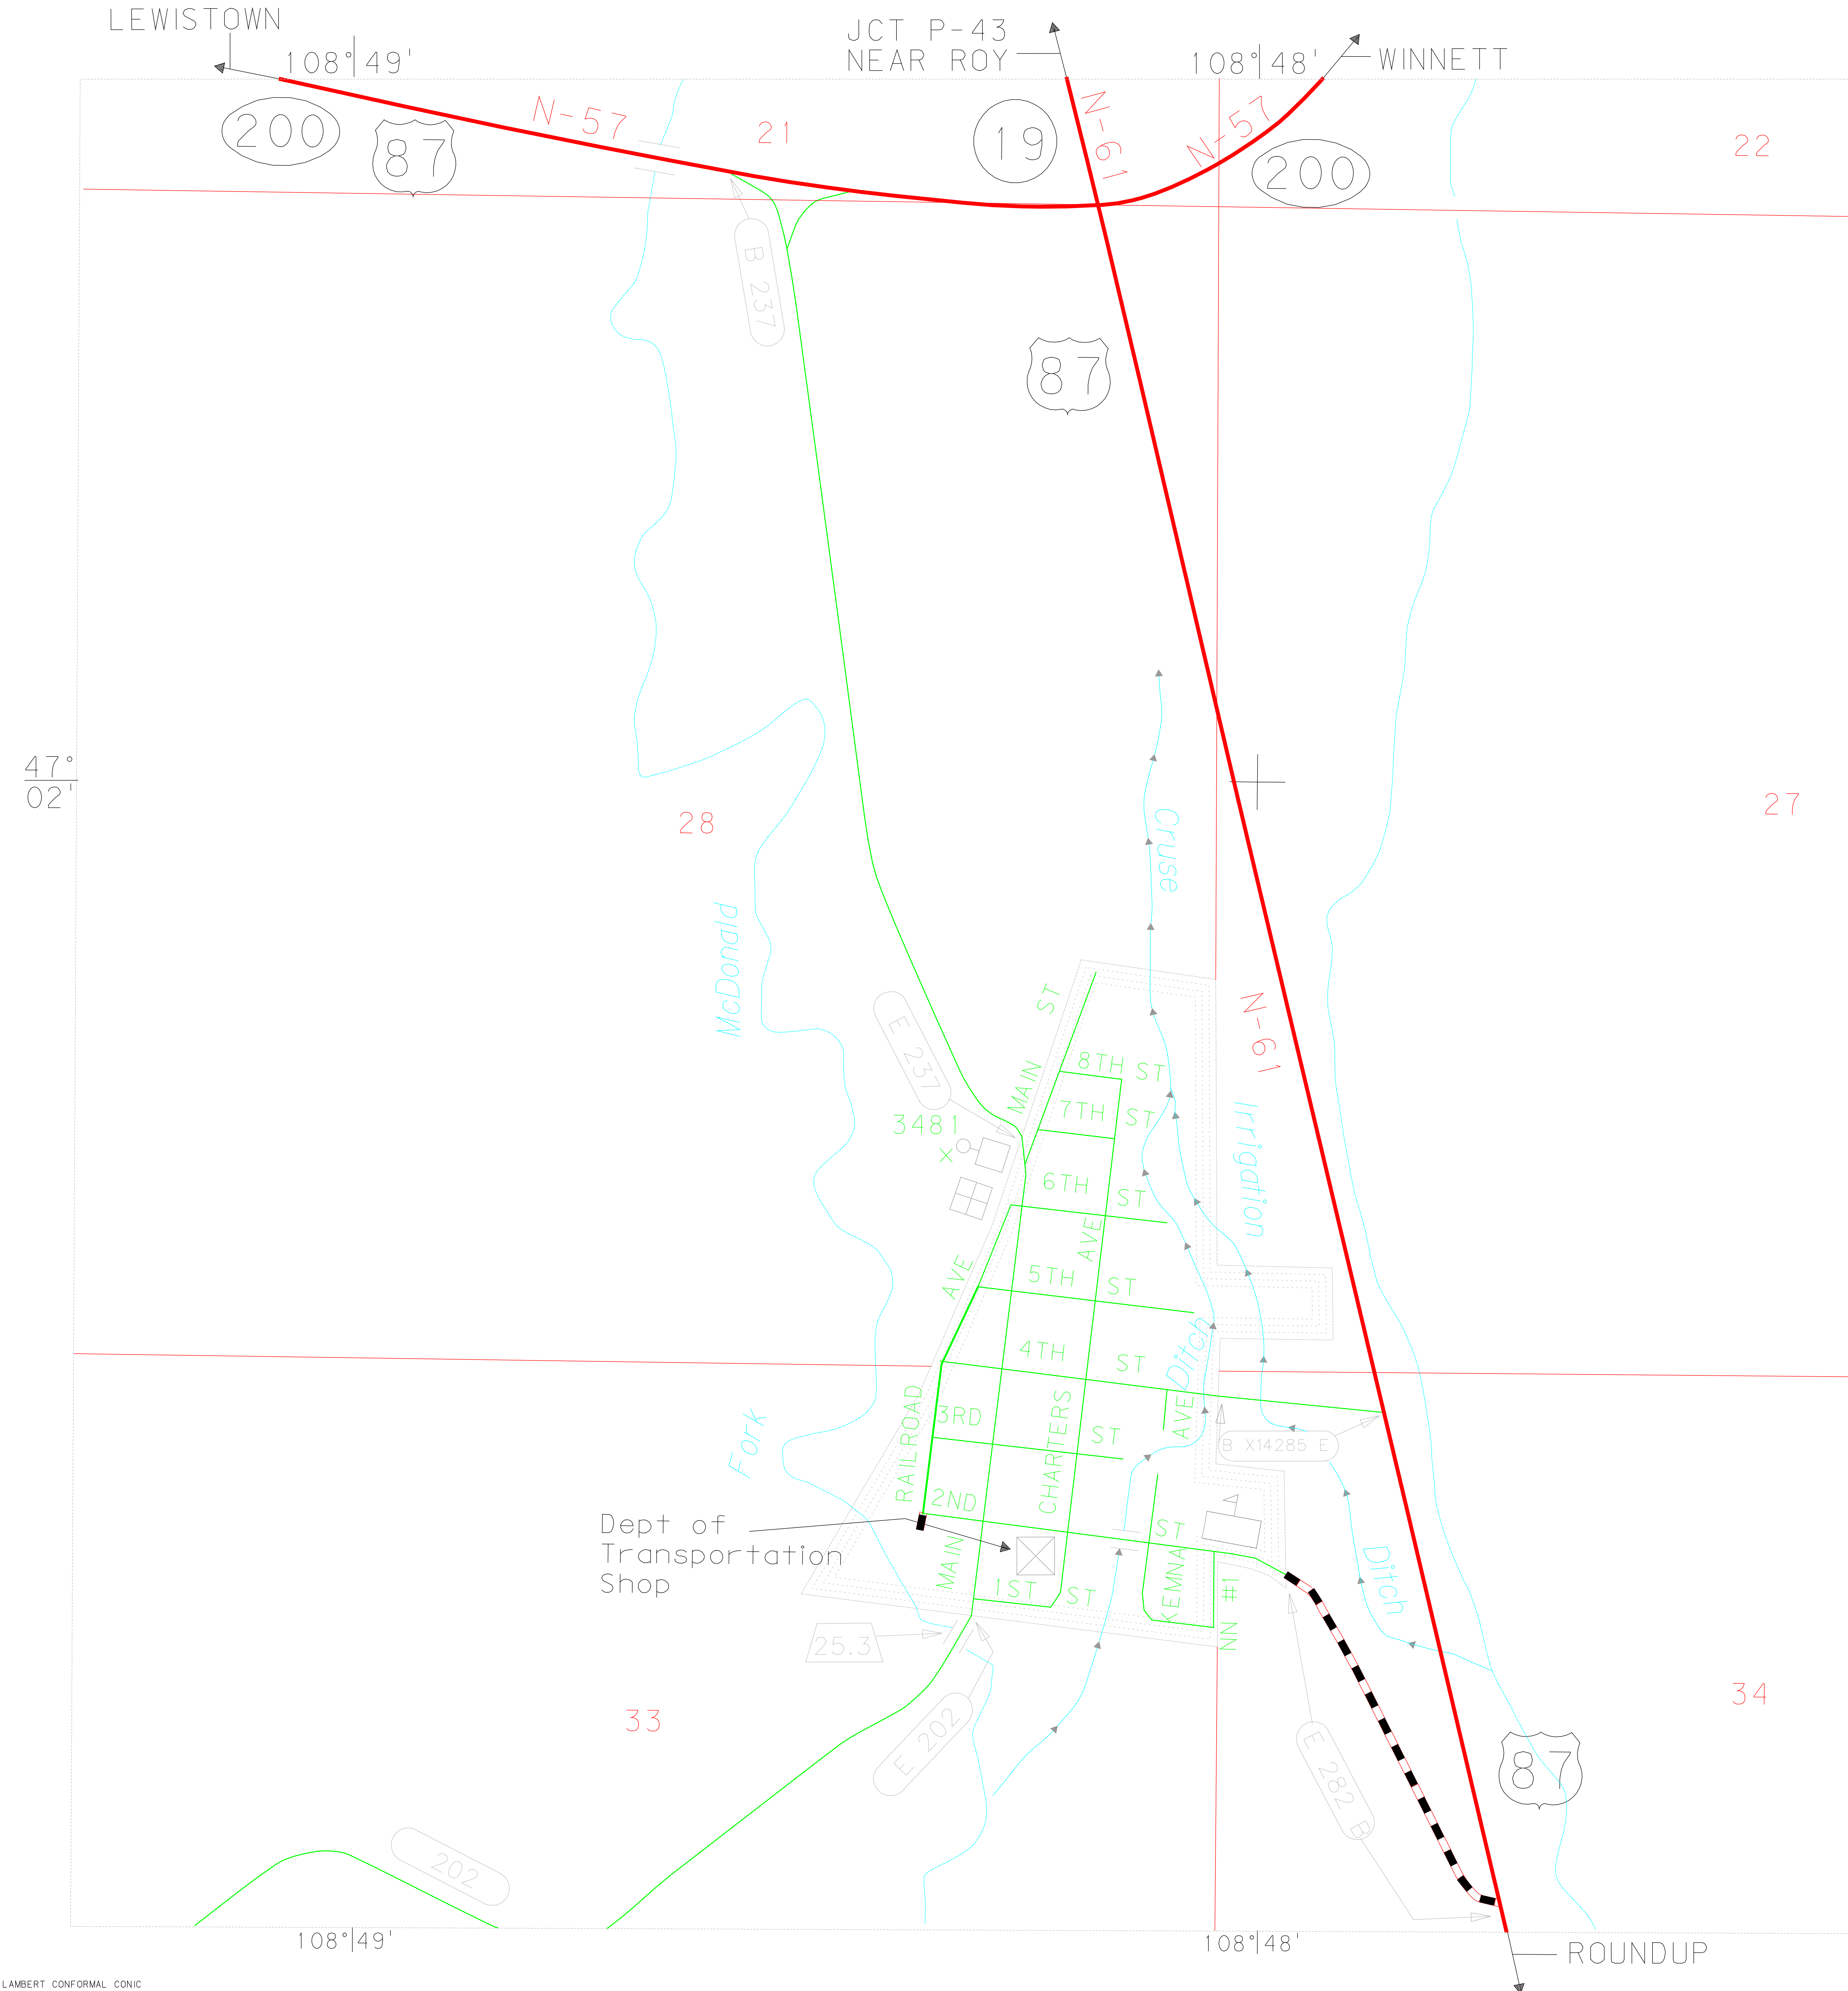 LEWISTOWN
108°49'
JCT P-43
NEAR ROY
108°48'
WINNETT
200
87
N-57
21
19
N-61
N-57
200
22
B 237
87
47°
02'
28
27
Cruse
McDonald
N-61
E 237
ST
MAIN
8TH ST
7TH ST
3481
Irrigation
6TH ST
AVE
AVE
5TH ST
4TH ST
Ditch
RAILROAD
3RD ST
CHARTERS
AVE
B X14285 E
Fork
2ND ST
Dept of
Transportation
Shop
MAIN
1ST ST
KEMNA
NN #1
Ditch
25.3
33
E 202
34
E 282 B
87
202
108°49'
108°48'
ROUNDUP
LAMBERT CONFORMAL CONIC